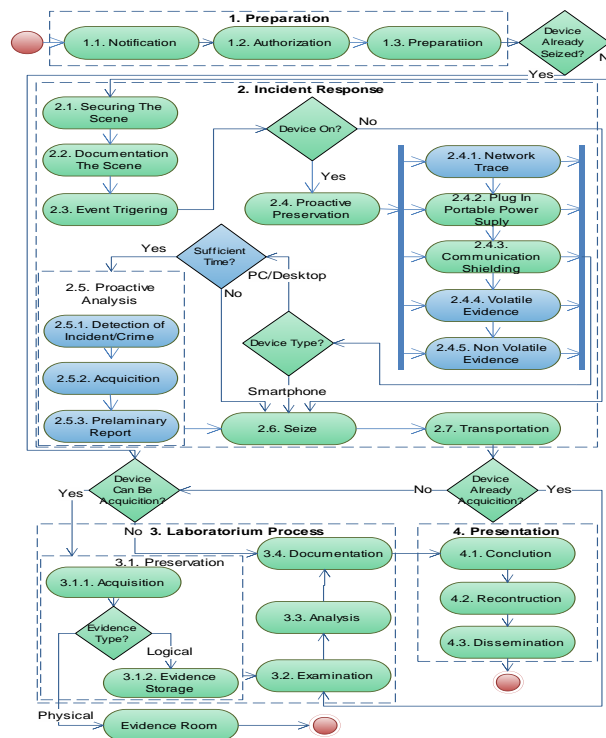 1. Preparation
1.1. Notification
1.2. Authorization
1.3. Preparatiion
Device
Already
Seized?
Yes
2. Incident Response
2.1. Securing The
Scene
2.2.
Documentation
The Scene
2.3. Event Trigering
Device On?
No
Yes
2.4. Proactive
Preservation
2.4.1. Network
Trace
2.4.2. Plug In
Portable Power
Suply
2.4.3.
Communication
Shielding
2.4.4. Volatile
Evidence
2.4.5. Non Volatile
Evidence
Yes
Sufficient
Time?
PC/Desktop
No
2.5. Proactive
Analysis
2.5.1. Detection of
Incident/Crime
2.5.2. Acquicition
2.5.3. Prelaminary
Report
Device Type?
Smartphone
2.6. Seize
2.7. Transportation
Yes
Device
Can Be
Acquicition?
No
Device
Already
Acquicition?
Yes
No
3. Laboratorium Process
3.1. Preservation
3.1.1. Acquisition
Evidence
Type?
Logical
3.1.2. Evidence
Storage
3.4. Documentation
3.3. Analysis
3.2. Examination
4. Presentation
4.1. Conclution
4.2. Recontruction
4.3. Dissemination
Physical
Evidence Room